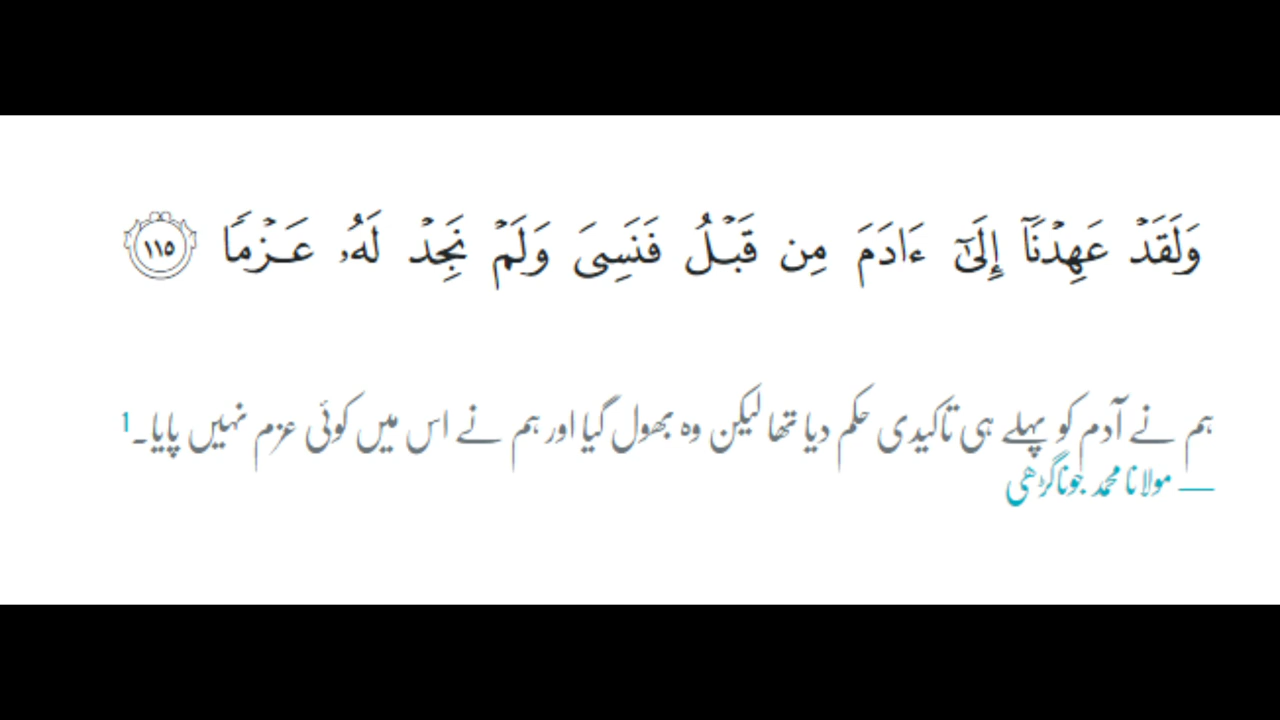 وَلَقَدۡ عَهِدۡنَآ إِلَىٰٓ ءَادَمَ مِن قَبۡلُ فَنَسِيَ وَلَمۡ نَجِدۡ لَهُۥ عَزۡمٗا ١١٥
ہم نے آدم کو پہلے ہی تاکیدی حکم دیا تھا لیکن وه بھول گیا اور ہم نے اس میں کوئی عزم نہیں پایا۔1
— مولانا محمد جوناگڑھی